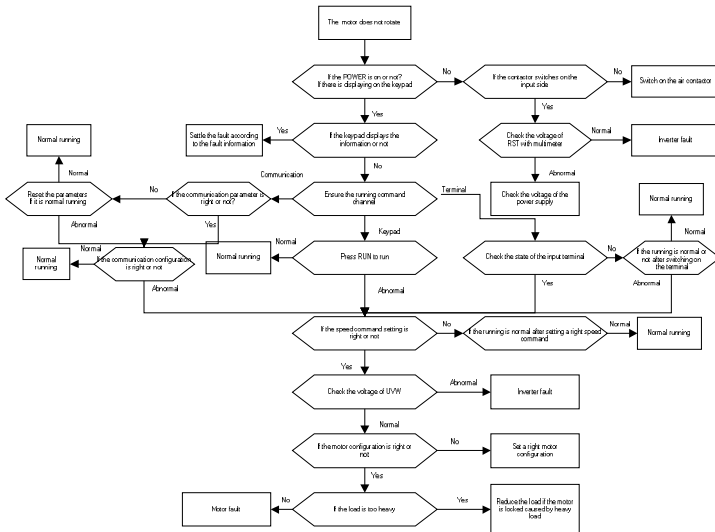 The motor does not rotate
If the POWER is on or not?
If there is displaying on the keypad
No
If the contactor switches on the
input side
No
Switch on the air contactor
Yes
Yes
Settle the fault according
to the fault information
Yes
If the keypad displays the
information or not
Check the voltage of
RST with multimeter
Normal
Inverter fault
Normal running
No
Abnormal
Normal
Communication
Reset the parameters
If it is normal running
No
If the communication parameter is
right or not?
Ensure the running command
channel
Terminal
Check the voltage of the
power supply
Normal running
Abnormal
Yes
Keypad
Normal
Normal
running
Normal
If the communication configuration
is right or not
Normal running
Normal
Press RUN to run
Check the state of the input terminal
No
If the running is normal or
not after switching on
the terminal
Abnormal
Abnormal
Yes
Abnormal
If the speed command setting is
right or not
No
If the running is normal after setting a right speed
command
Normal
Normal running
Yes
Check the voltage of UVW
Abnormal
Inverter fault
Normal
If the motor configuration is right or
not
No
Set a right motor
configuration
Yes
Motor fault
No
If the load is too heavy
Yes
Reduce the load if the motor
is locked caused by heavy
load